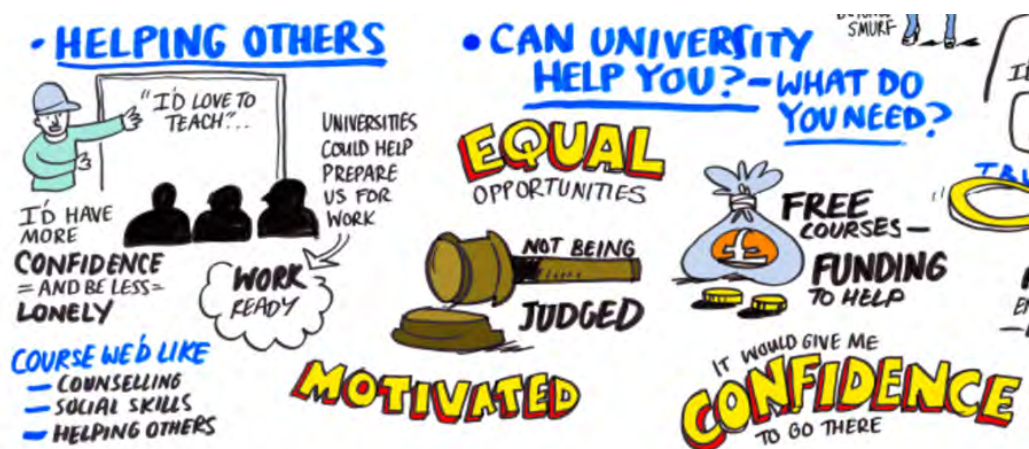 • HELPING OTHERS
"I'D LOVE TO
TEACH"...
UNIVERSITIES
COULD HELP
PREPARE
US FOR
WORK
WORK
READY
I'D HAVE
MORE
CONFIDENCE
= AND BE LESS =
LONELY
COURSE WE'D LIKE
— COUNSELLING
— SOCIAL SKILLS
— HELPING OTHERS
SMURF
• CAN UNIVERSITY
HELP YOU? – WHAT DO
YOU NEED?
EQUAL
OPPORTUNITIES
NOT BEING
JUDGED
MOTIVATED
£
FREE
COURSES —
FUNDING
TO HELP
IT WOULD GIVE ME
CONFIDENCE
TO GO THERE